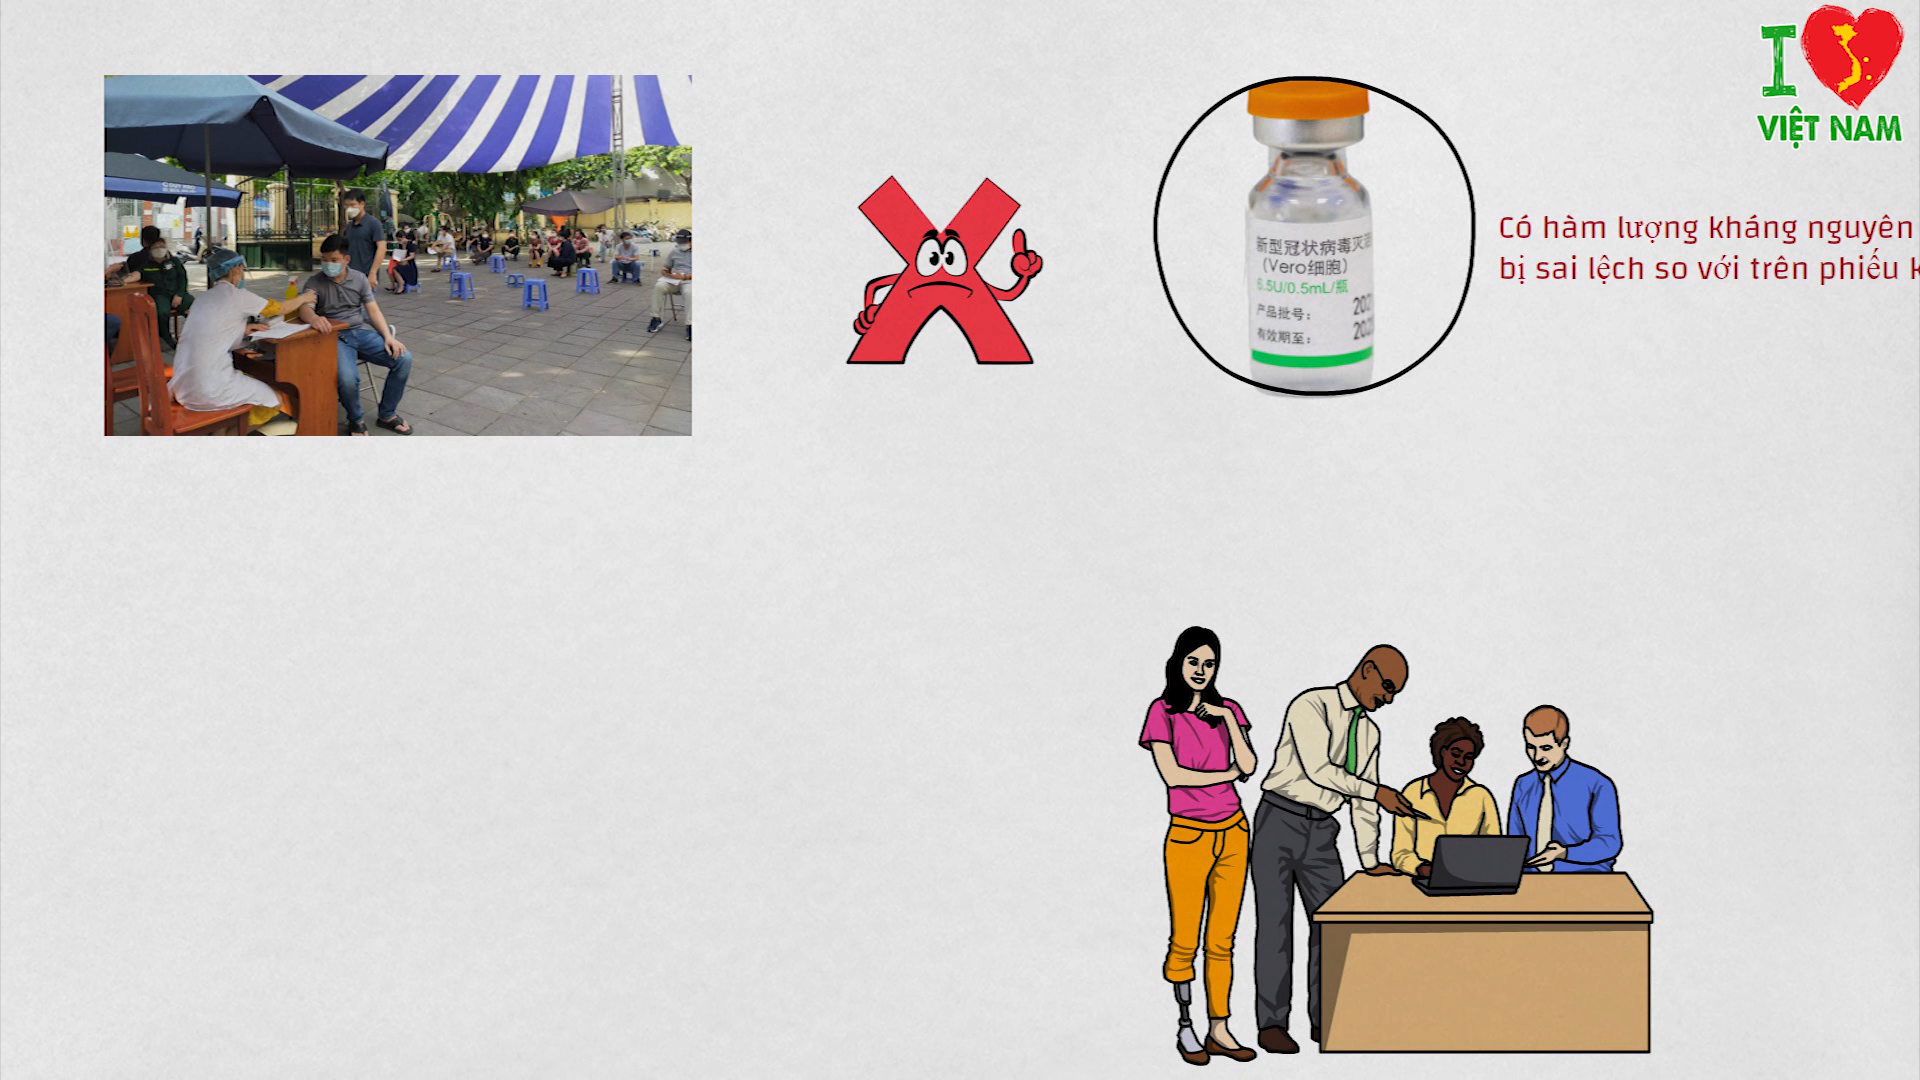 I
VIỆT NAM
新型冠状病毒灭
(Vero细胞)
6.5U/0.5mL/瓶
产品批号:
202
有效期至:
202
Có hàm lượng kháng nguyên
bị sai lệch so với trên phiếu k